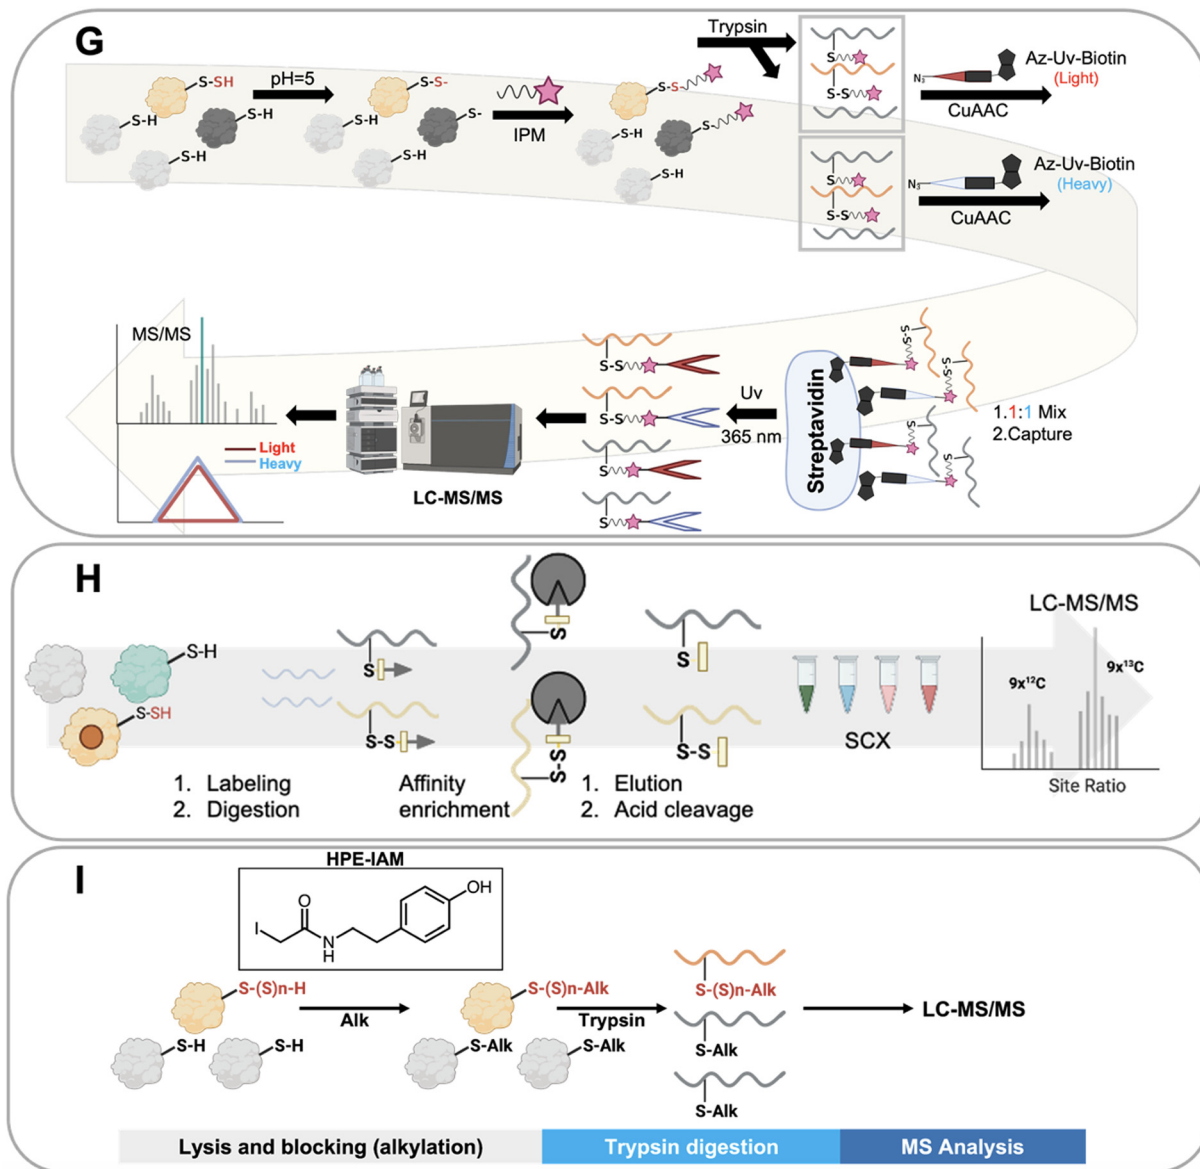 G
Trypsin
S-SH
pH=5
S-S-
IPM
S-S
S-H
S-H
S-H
S-H
S-
S-H
S-H
S
S-H
S
S-S
N₃
Az-Uv-Biotin
(Light)
CuAAC
S
S-S
N₃
Az-Uv-Biotin
(Heavy)
CuAAC
MS/MS
Light
Heavy
LC-MS/MS
S-S
S-S
S
S
Uv
365 nm
Streptavidin
S-S
S-S
S
S
1.1:1 Mix
2.Capture
H
S-H
S-SH
1. Labeling
2. Digestion
S
S-S
Affinity
enrichment
S
S-S
S
S-S
1. Elution
2. Acid cleavage
SCX
LC-MS/MS
9x¹²C
9x¹³C
Site Ratio
I
HPE-IAM
I
O
N
H
OH
S-(S)n-H
S-H
S-H
Alk
S-(S)n-Alk
S-Alk
S-Alk
Trypsin
S-(S)n-Alk
S-Alk
S-Alk
LC-MS/MS
Lysis and blocking (alkylation)
Trypsin digestion
MS Analysis